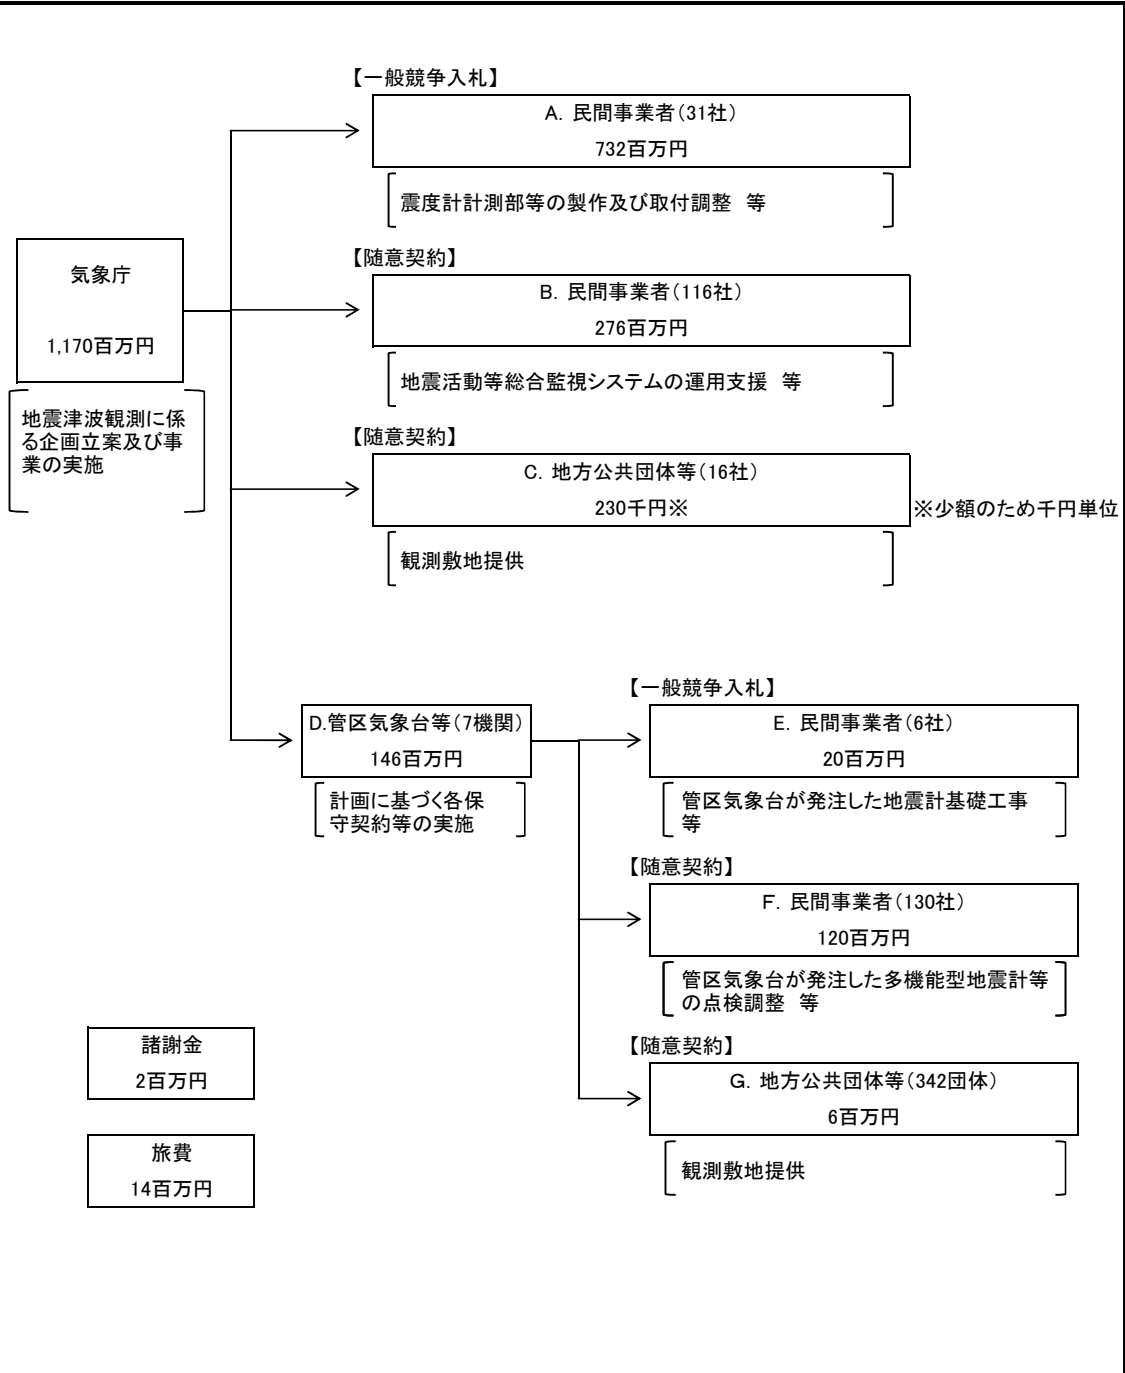 【一般競争入札】
A. 民間事業者(31社)
732百万円
震度計計測部等の製作及び取付調整 等
気象庁
1,170百万円
地震津波観測に係
る企画立案及び事
業の実施
【随意契約】
B. 民間事業者(116社)
276百万円
地震活動等総合監視システムの運用支援 等
【随意契約】
C. 地方公共団体等(16社)
230千円※
※少額のため千円単位
観測敷地提供
D.管区気象台等(7機関)
146百万円
計画に基づく各保
守契約等の実施
【一般競争入札】
E. 民間事業者(6社)
20百万円
管区気象台が発注した地震計基礎工事
等
【随意契約】
F. 民間事業者(130社)
120百万円
管区気象台が発注した多機能型地震計等
の点検調整 等
【随意契約】
G. 地方公共団体等(342団体)
6百万円
観測敷地提供
諸謝金
2百万円
旅費
14百万円